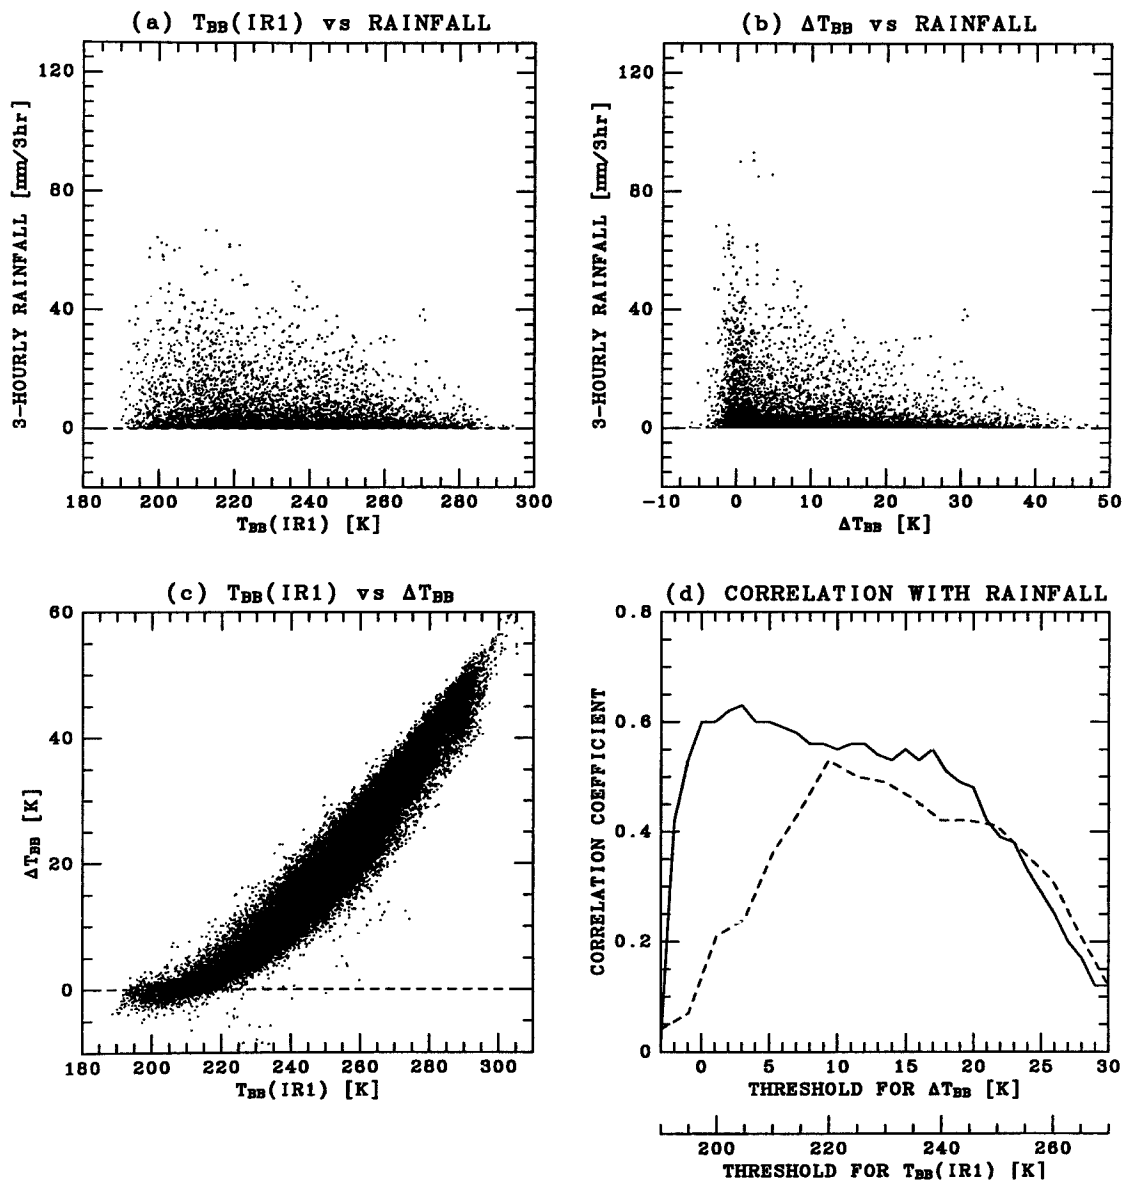 (a) TBB(IR1) vs RAINFALL
3-HOURLY RAINFALL [mm/3hr]
120
80
40
0
180 200 220 240 260 280 300
TBB(IR1) [K]
(b) ΔTBB vs RAINFALL
3-HOURLY RAINFALL [mm/3hr]
120
80
40
0
-10 0 10 20 30 40 50
ΔTBB [K]
(c) TBB(IR1) vs ΔTBB
ΔTBB [K]
60
40
20
0
180 200 220 240 260 280 300
TBB(IR1) [K]
(d) CORRELATION WITH RAINFALL
CORRELATION COEFFICIENT
0.8
0.6
0.4
0.2
0
0 5 10 15 20 25 30
THRESHOLD FOR ΔTBB [K]
200 220 240 260
THRESHOLD FOR TBB(IR1) [K]